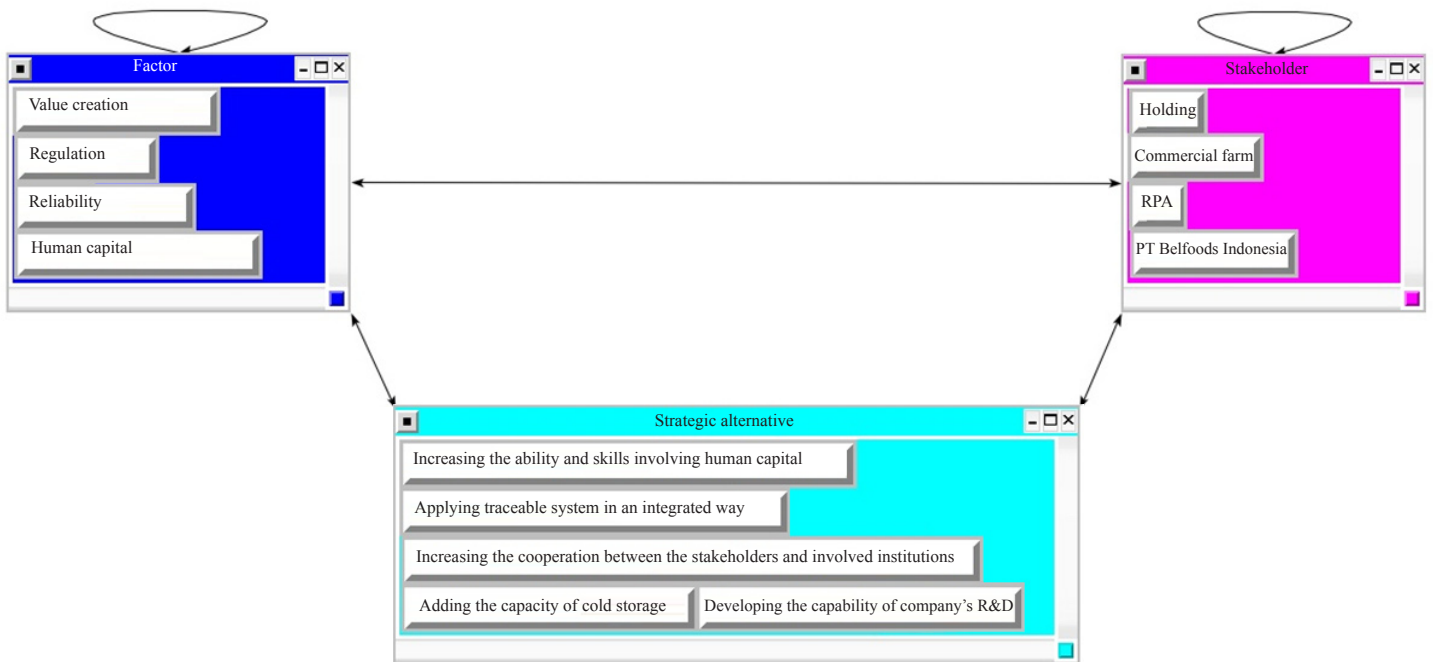 Factor
Value creation
Regulation
Reliability
Human capital
Stakeholder
Holding
Commercial farm
RPA
PT Belfoods Indonesia
Strategic alternative
Increasing the ability and skills involving human capital
Applying traceable system in an integrated way
Increasing the cooperation between the stakeholders and involved institutions
Adding the capacity of cold storage
Developing the capability of company’s R&D